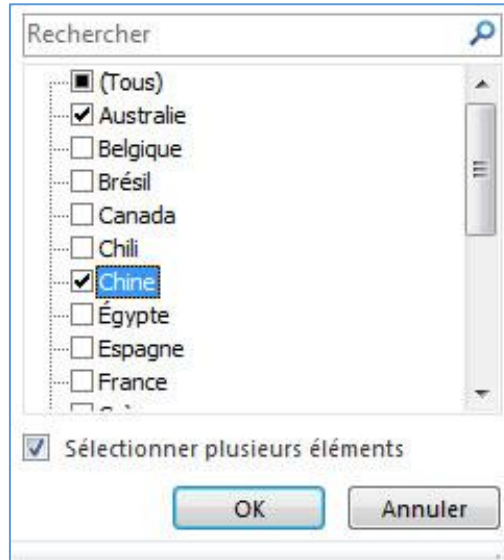 Rechercher
(Tous)
Australie
Belgique
Brésil
Canada
Chili
Chine
Égypte
Espagne
France
Sélectionner plusieurs éléments
OK Annuler